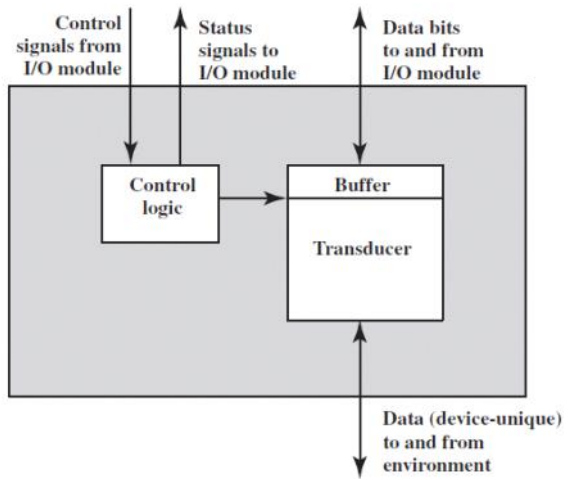 Control
signals from
I/O module
Status
signals to
I/O module
Data bits
to and from
I/O module
Control
logic
Buffer
Transducer
Data (device-unique)
to and from
environment